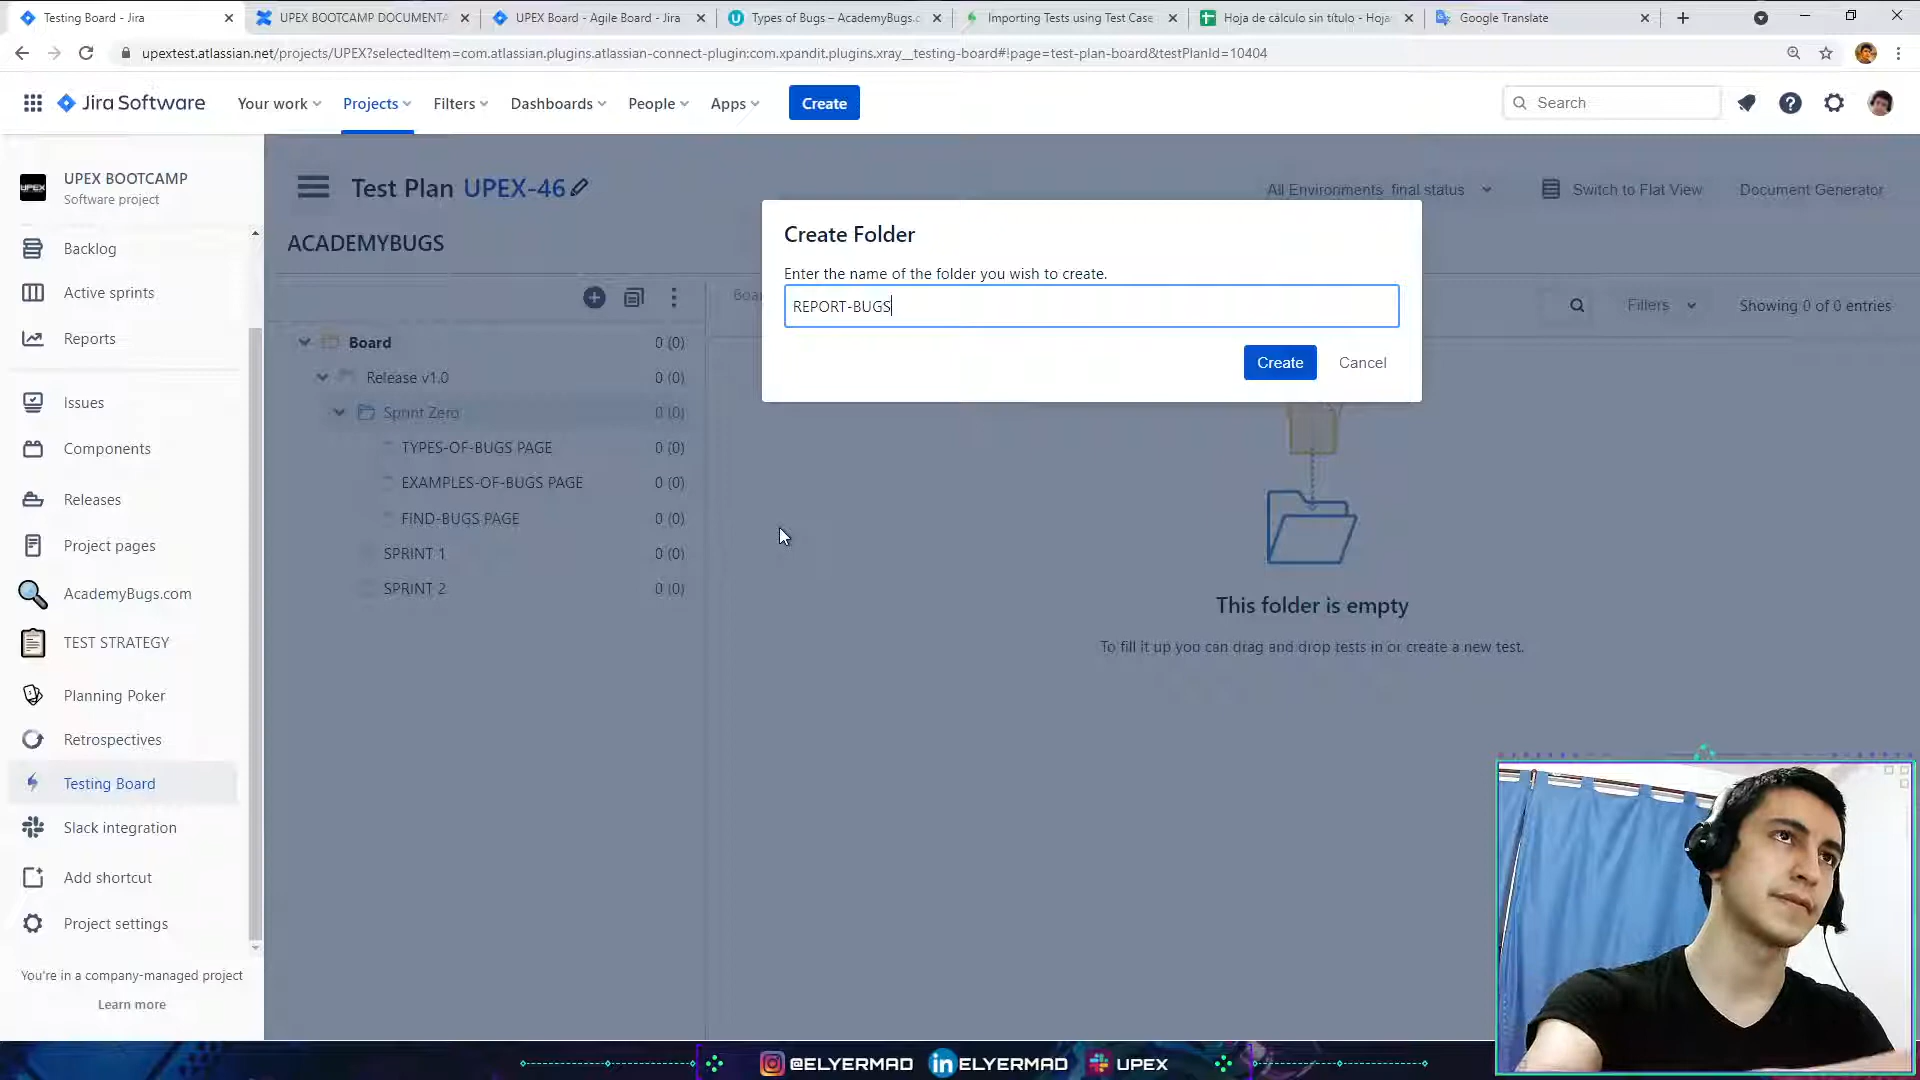 Testing Board - Jira
UPEX BOOTCAMP DOCUMENTA
UPEX Board - Agile Board - Jira
Types of Bugs – AcademyBugs.c
Importing Tests using Test Case
Hoja de cálculo sin título - Hoja
Google Translate
upextest.atlassian.net/projects/UPEX?selectedItem=com.atlassian.plugins.atlassian-connect-plugin:com.xpandit.plugins.xray__testing-board#!page=test-plan-board&testPlanId=10404
Jira Software
Your work
Projects
Filters
Dashboards
People
Apps
Create
Search
UPEX
UPEX BOOTCAMP
Software project
Backlog
Active sprints
Reports
Issues
Components
Releases
Project pages
AcademyBugs.com
TEST STRATEGY
Planning Poker
Retrospectives
Testing Board
Slack integration
Add shortcut
Project settings
You're in a company-managed project
Learn more
Test Plan UPEX-46
All Environments final status
Switch to Flat View
Document Generator
ACADEMYBUGS
Boa
Filters
Showing 0 of 0 entries
Board 0 (0)
Release v1.0 0 (0)
Sprint Zero 0 (0)
TYPES-OF-BUGS PAGE 0 (0)
EXAMPLES-OF-BUGS PAGE 0 (0)
FIND-BUGS PAGE 0 (0)
SPRINT 1 0 (0)
SPRINT 2 0 (0)
Create Folder
Enter the name of the folder you wish to create.
REPORT-BUGS
Create Cancel
This folder is empty
To fill it up you can drag and drop tests in or create a new test.
@ELYERMAD
in ELYERMAD
UPEX